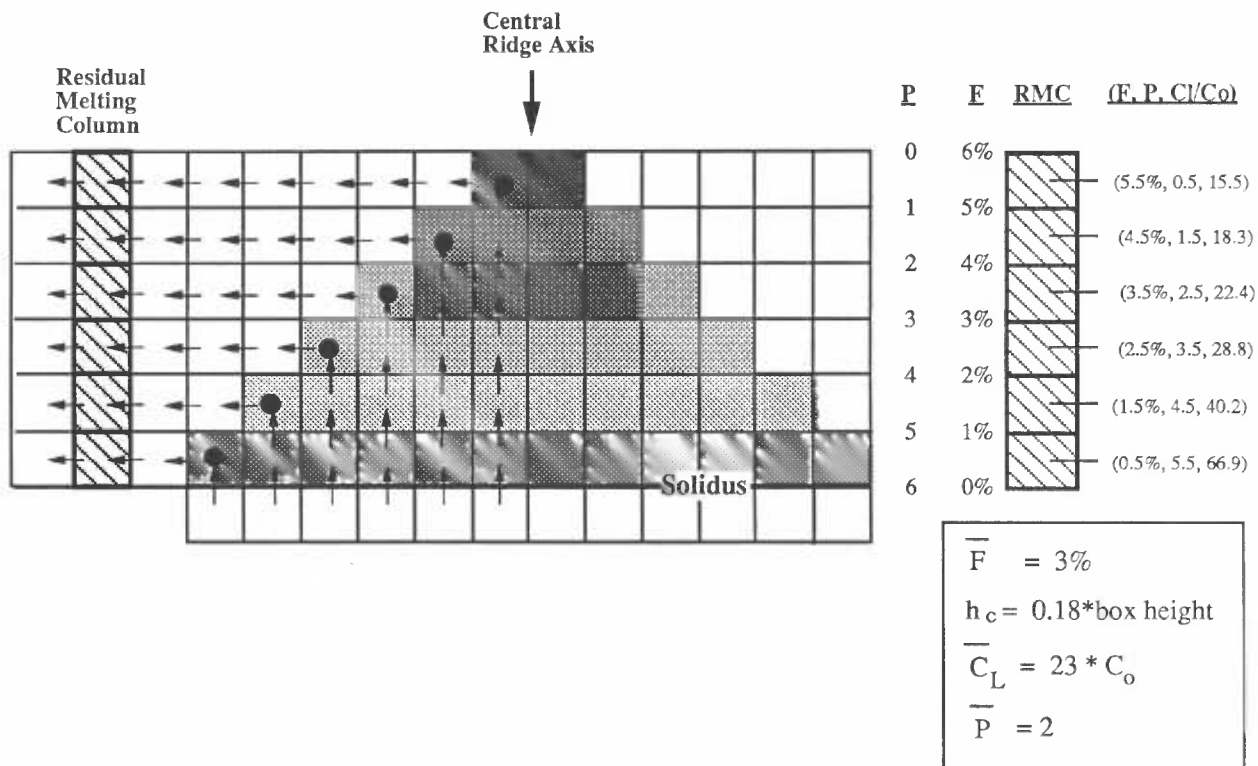 Central
Ridge Axis
Residual
Melting
Column
P F RMC (F, P, Cl/Co)
0 6%
(5.5%, 0.5, 15.5)
1 5%
(4.5%, 1.5, 18.3)
2 4%
(3.5%, 2.5, 22.4)
3 3%
(2.5%, 3.5, 28.8)
4 2%
(1.5%, 4.5, 40.2)
5 1%
(0.5%, 5.5, 66.9)
Solidus
6 0%
F̅ = 3%
h c = 0.18*box height
C̅L = 23 * Co
P̅ = 2